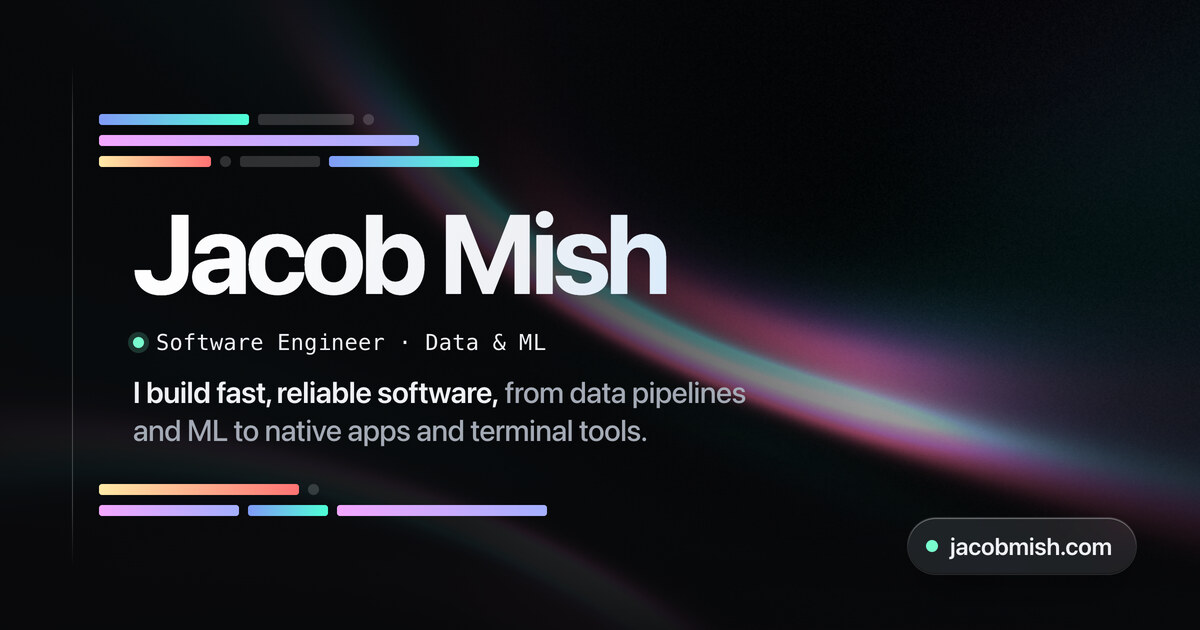 Jacob Mish
Software Engineer · Data & ML
I build fast, reliable software, from data pipelines
and ML to native apps and terminal tools.
jacobmish.com